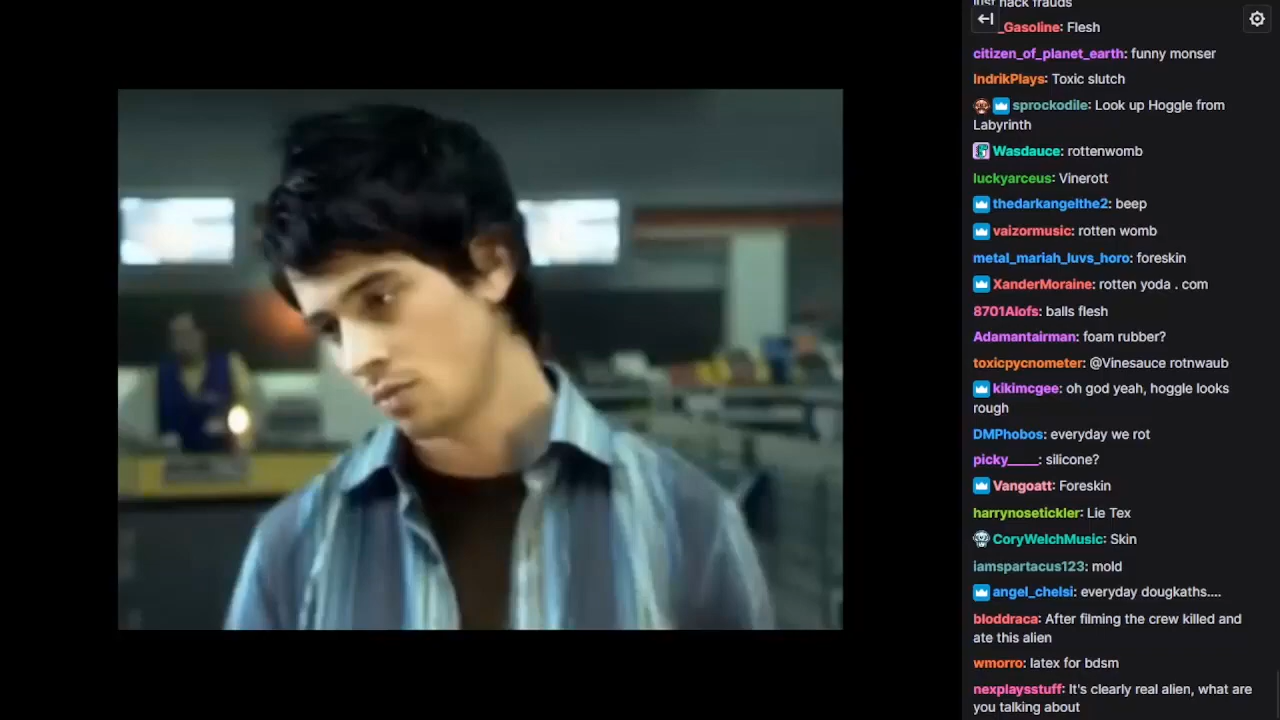 just hack frauds
_Gasoline: Flesh
citizen_of_planet_earth: funny monser
IndrikPlays: Toxic slutch
sprockodile: Look up Hoggle from
Labyrinth
Wasdauce: rottenwomb
luckyarceus: Vinerott
thedarkangelthe2: beep
vaizormusic: rotten womb
metal_mariah_luvs_horo: foreskin
XanderMoraine: rotten yoda . com
8701Alofs: balls flesh
Adamantairman: foam rubber?
toxicpycnometer: @Vinesauce rotnwaub
kikimcgee: oh god yeah, hoggle looks
rough
DMPhobos: everyday we rot
picky_____: silicone?
Vangoatt: Foreskin
harrynosetickler: Lie Tex
CoryWelchMusic: Skin
iamspartacus123: mold
angel_chelsi: everyday dougkaths....
bloddraca: After filming the crew killed and
ate this alien
wmorro: latex for bdsm
nexplaysstuff: It's clearly real alien, what are
you talking about